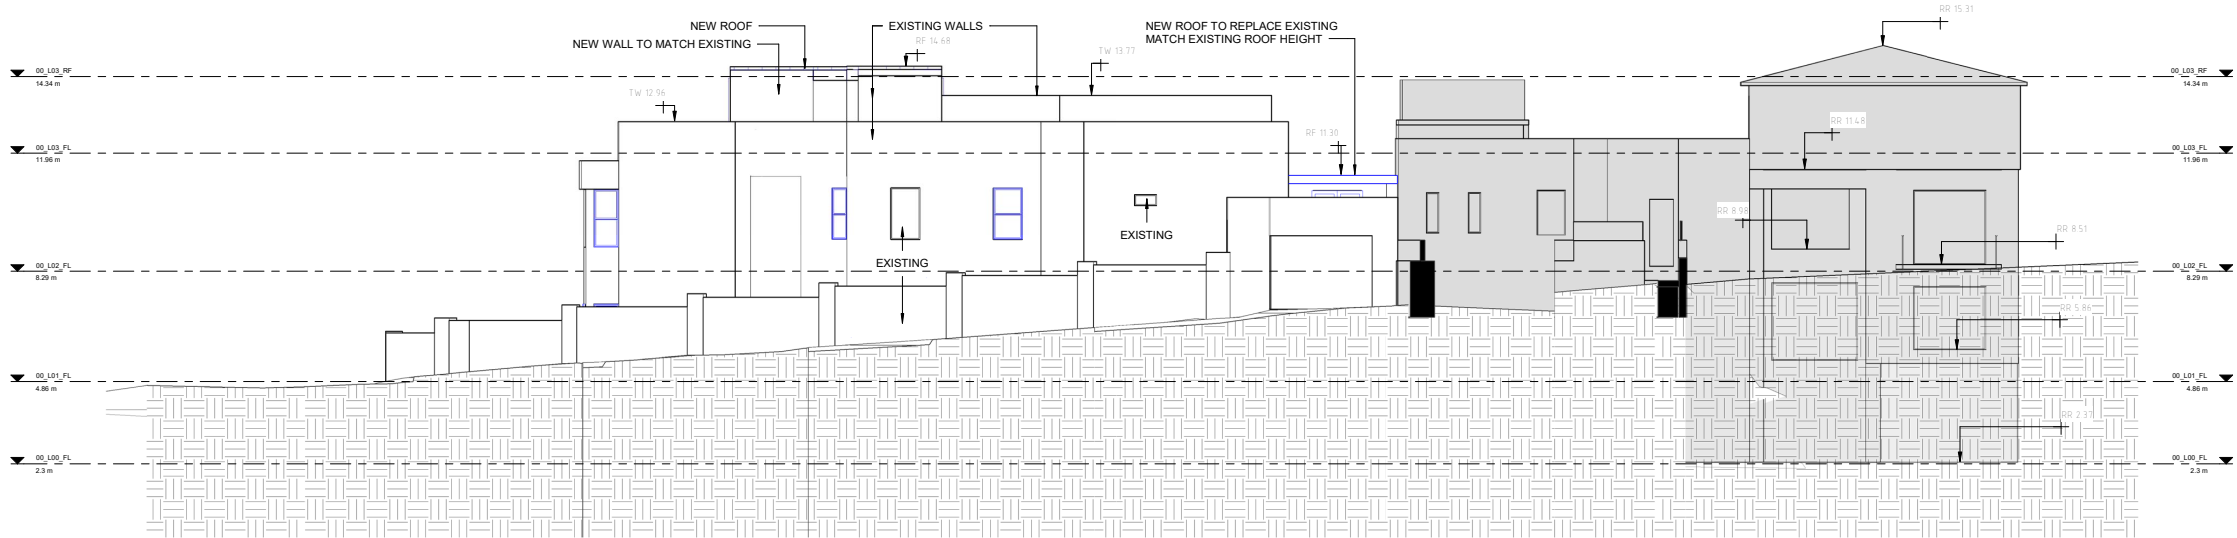 RR 15.31
NEW ROOF
EXISTING WALLS
NEW ROOF TO REPLACE EXISTING
MATCH EXISTING ROOF HEIGHT
NEW WALL TO MATCH EXISTING
RF 14.68
TW 13.77
00_L03_RF
14.34 m
00_L03_RF
14.34 m
TW 12.96
RR 11.48
RF 11.30
00_L03_FL
11.96 m
00_L03_FL
11.96 m
RR 8.98
EXISTING
RR 8.51
EXISTING
00_L02_FL
8.29 m
00_L02_FL
8.29 m
RR 5.86
00_L01_FL
4.86 m
00_L01_FL
4.86 m
RR 2.37
00_L00_FL
2.3 m
00_L00_FL
2.3 m